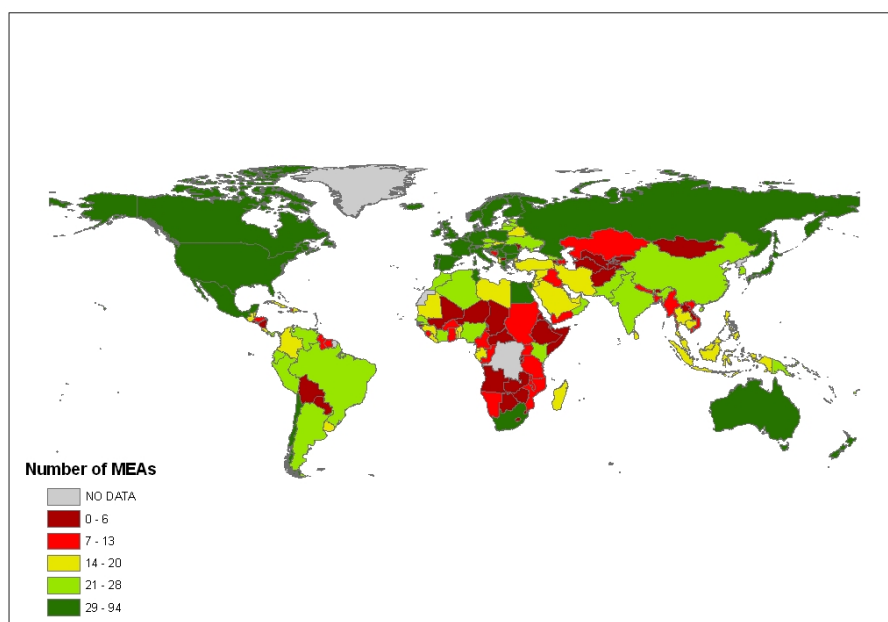 Number of MEAs
NO DATA
0 - 6
7 - 13
14 - 20
21 - 28
29 - 94